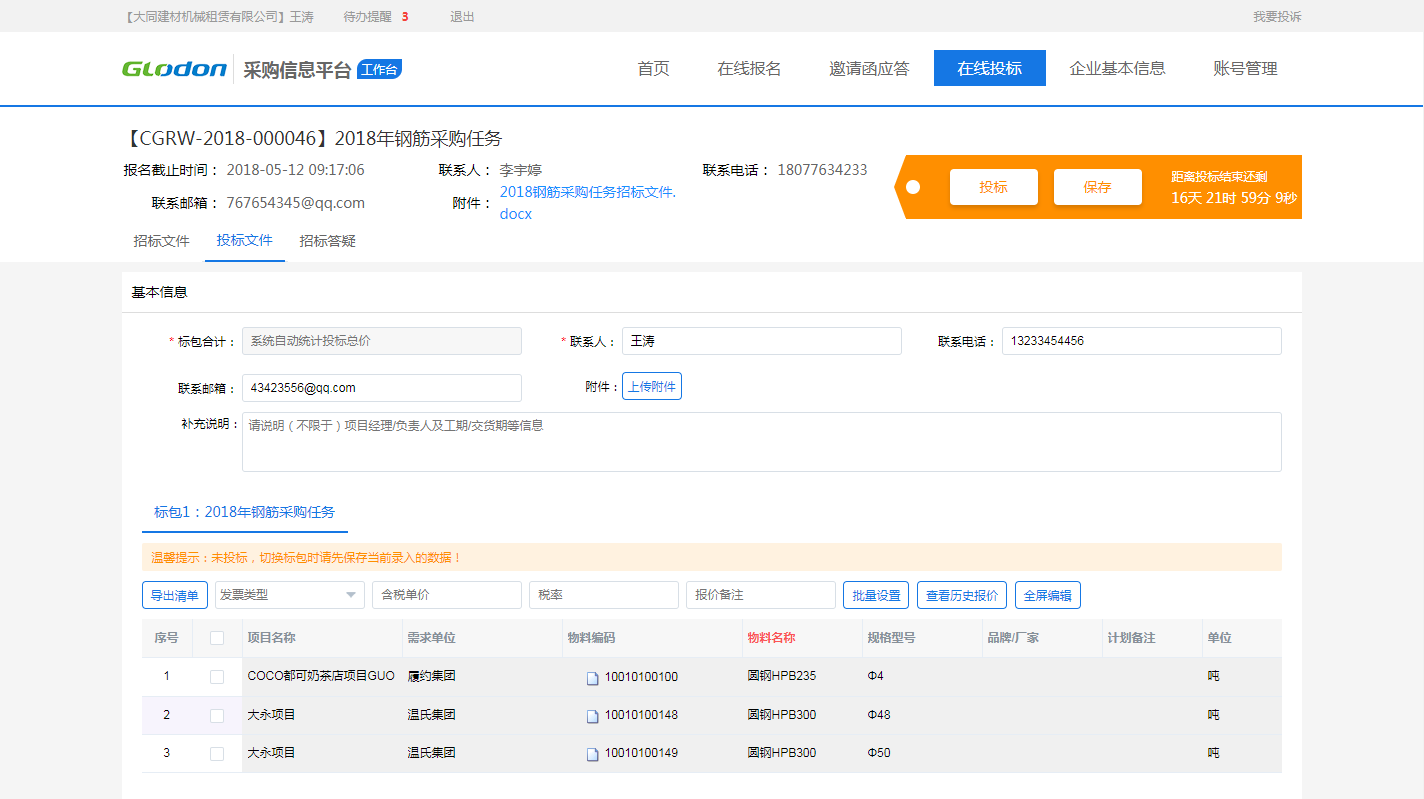 【大同建材机械租赁有限公司】王涛 待办提醒 3 退出 我要投诉
GLodon 采购信息平台 工作台 首页 在线报名 邀请函应答 在线投标 企业基本信息 账号管理
【CGRW-2018-000046】2018年钢筋采购任务
报名截止时间： 2018-05-12 09:17:06 联系人： 李宇婷 联系电话： 18077634233
联系邮箱： 767654345@qq.com 附件： 2018钢筋采购任务招标文件.
docx
投标 保存 距离投标结束还剩
16天 21时 59分 9秒
招标文件 投标文件 招标答疑
基本信息
* 标包合计： 系统自动统计投标总价 * 联系人： 王涛 联系电话： 13233454456
联系邮箱： 43423556@qq.com 附件： 上传附件
补充说明： 请说明（不限于）项目经理/负责人及工期/交货期等信息
标包1：2018年钢筋采购任务
温馨提示：未投标，切换标包时请先保存当前录入的数据！
导出清单 发票类型 含税单价 税率 报价备注 批量设置 查看历史报价 全屏编辑
序号 项目名称 需求单位 物料编码 物料名称 规格型号 品牌/厂家 计划备注 单位
1 COCO都可奶茶店项目GUO 履约集团 10010100100 圆钢HPB235 Φ4 吨
2 大永项目 温氏集团 10010100148 圆钢HPB300 Φ48 吨
3 大永项目 温氏集团 10010100149 圆钢HPB300 Φ50 吨